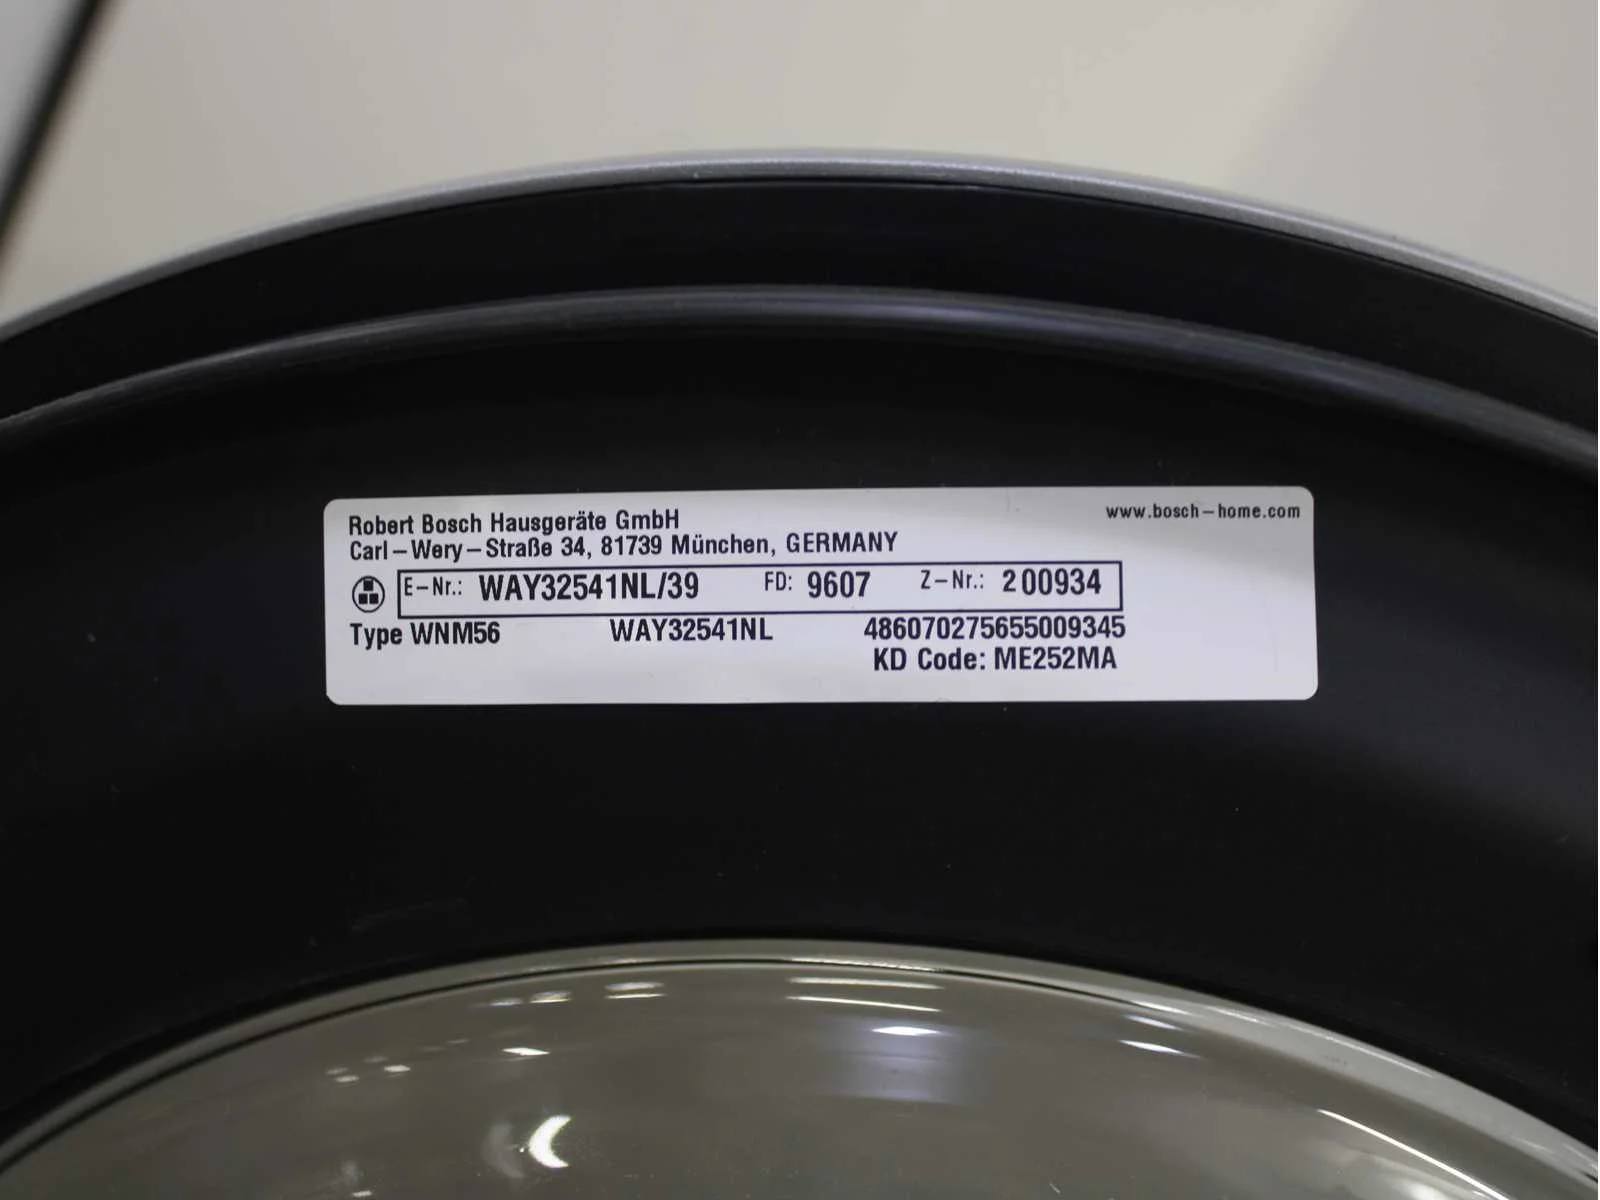 Robert Bosch Hausgeräte GmbH
www.bosch-home.com
Carl-Wery-Straße 34, 81739 München, GERMANY
E-Nr.: WAY32541NL/39 FD: 9607 Z-Nr.: 200934
Type WNM56 WAY32541NL 486070275655009345
KD Code: ME252MA